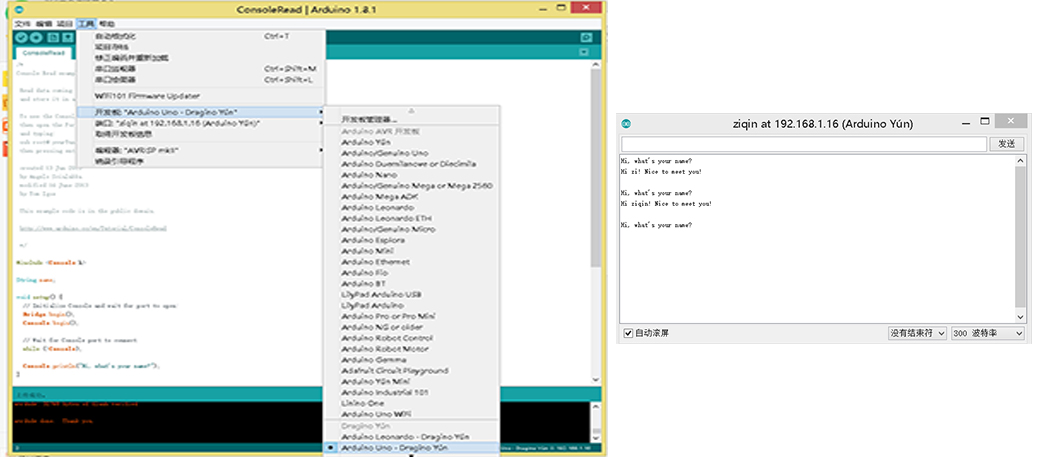 ConsoleRead | Arduino 1.8.1
文件 编辑 项目 工具 帮助
ConsoleRead
自动格式化 Ctrl+T
项目存档
修正编码并重新加载
串口监视器 Ctrl+Shift+M
串口绘图器 Ctrl+Shift+L
WiFi101 Firmware Updater
开发板: "Arduino Uno - Dragino Yún"
端口: "ziqin at 192.168.1.16 (Arduino Yún)"
取得开发板信息
编程器: "AVRISP mkII"
烧录引导程序
开发板管理器...
Arduino AVR 开发板
Arduino Yún
Arduino/Genuino Uno
Arduino Duemilanove or Diecimila
Arduino Nano
Arduino/Genuino Mega or Mega 2560
Arduino Mega ADK
Arduino Leonardo
Arduino Leonardo ETH
Arduino/Genuino Micro
Arduino Esplora
Arduino Mini
Arduino Ethernet
Arduino Fio
Arduino BT
LilyPad Arduino USB
LilyPad Arduino
Arduino Pro or Pro Mini
Arduino NG or older
Arduino Robot Control
Arduino Robot Motor
Arduino Gemma
Adafruit Circuit Playground
Arduino Yún Mini
Arduino Industrial 101
Linino One
Arduino Uno WiFi
Dragino Yún
Arduino Leonardo - Dragino Yún
Arduino Uno - Dragino Yún
/*
Console Read
Read data coming
and store it in
To use the Console
then open the
and typing
then pressing
created 13 Jun
by Angelo Scialabba
modified 16 June 2013
by Tom Igoe
This example code is in the public domain.
http://www.arduino.cc/en/Tutorial/ConsoleRead
*/
#include <Console.h>
String name;
void setup() {
// Initialize Console and wait for port to open:
Bridge.begin();
Console.begin();
// Wait for Console port to connect
while (!Console);
Console.println("Hi, what's your name?");
}
上传成功。
avrdude done. Thank you.
ziqin at 192.168.1.16 (Arduino Yún)
发送
Hi, what's your name?
Hi zi! Nice to meet you!
Hi, what's your name?
Hi ziqin! Nice to meet you!
Hi, what's your name?
自动滚屏 没有结束符 300 波特率